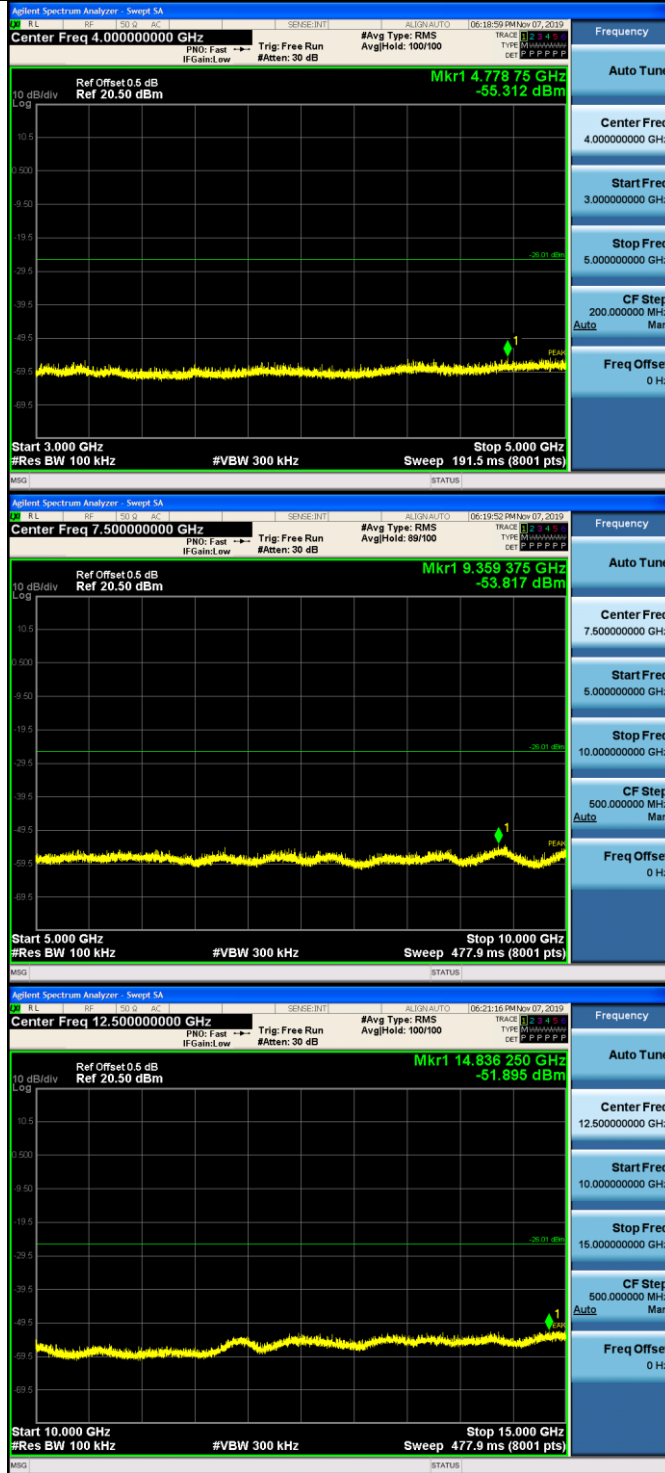 Agilent Spectrum Analyzer - Swept SA
RL RF 50 Ω AC SENSE:INT ALIGNAUTO 06:18:59 PM Nov 07, 2019
Center Freq 4.000000000 GHz #Avg Type: RMS TRACE 1 2 3 4 5 6
PNO: Fast Trig: Free Run Avg|Hold: 100/100 TYPE M
IFGain:Low #Atten: 30 dB DET P P P P P P
Frequency
Auto Tune
Mkr1 4.778 75 GHz
-55.312 dBm
Ref Offset 0.5 dB
10 dB/div Ref 20.50 dBm
Log
10.5
0.500
-9.50
-19.5
-26.01 dBm
-29.5
-39.5
-49.5
1
PEAK
-59.5
-69.5
Start 3.000 GHz Stop 5.000 GHz
#Res BW 100 kHz #VBW 300 kHz Sweep 191.5 ms (8001 pts)
MSG STATUS
Center Freq
4.000000000 GHz
Start Freq
3.000000000 GHz
Stop Freq
5.000000000 GHz
CF Step
200.000000 MHz
Auto Man
Freq Offset
0 Hz
Agilent Spectrum Analyzer - Swept SA
RL RF 50 Ω AC SENSE:INT ALIGNAUTO 06:19:52 PM Nov 07, 2019
Center Freq 7.500000000 GHz #Avg Type: RMS TRACE 1 2 3 4 5 6
PNO: Fast Trig: Free Run Avg|Hold: 89/100 TYPE M
IFGain:Low #Atten: 30 dB DET P P P P P P
Frequency
Auto Tune
Mkr1 9.359 375 GHz
-53.817 dBm
Ref Offset 0.5 dB
10 dB/div Ref 20.50 dBm
Log
10.5
0.500
-9.50
-19.5
-26.01 dBm
-29.5
-39.5
-49.5
1
PEAK
-59.5
-69.5
Start 5.000 GHz Stop 10.000 GHz
#Res BW 100 kHz #VBW 300 kHz Sweep 477.9 ms (8001 pts)
MSG STATUS
Center Freq
7.500000000 GHz
Start Freq
5.000000000 GHz
Stop Freq
10.000000000 GHz
CF Step
500.000000 MHz
Auto Man
Freq Offset
0 Hz
Agilent Spectrum Analyzer - Swept SA
RL RF 50 Ω AC SENSE:INT ALIGNAUTO 06:21:16 PM Nov 07, 2019
Center Freq 12.500000000 GHz #Avg Type: RMS TRACE 1 2 3 4 5 6
PNO: Fast Trig: Free Run Avg|Hold: 100/100 TYPE M
IFGain:Low #Atten: 30 dB DET P P P P P P
Frequency
Auto Tune
Mkr1 14.836 250 GHz
-51.895 dBm
Ref Offset 0.5 dB
10 dB/div Ref 20.50 dBm
Log
10.5
0.500
-9.50
-19.5
-26.01 dBm
-29.5
-39.5
-49.5
1
PEAK
-59.5
-69.5
Start 10.000 GHz Stop 15.000 GHz
#Res BW 100 kHz #VBW 300 kHz Sweep 477.9 ms (8001 pts)
MSG STATUS
Center Freq
12.500000000 GHz
Start Freq
10.000000000 GHz
Stop Freq
15.000000000 GHz
CF Step
500.000000 MHz
Auto Man
Freq Offset
0 Hz